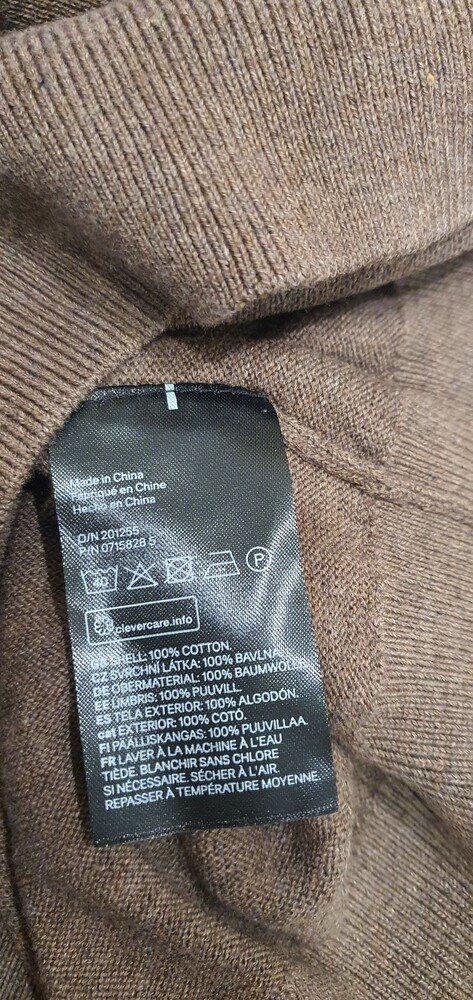 Made in China
Fabriqué en Chine
Hecho en China
O/N 201255
P/N 0715828 5
40 P
clevercare.info
GB SHELL: 100% COTTON.
CZ SVRCHNÍ LÁTKA: 100% BAVLNA.
DE OBERMATERIAL: 100% BAUMWOLLE.
EE ÜMBRIS: 100% PUUVILL.
ES TELA EXTERIOR: 100% ALGODÓN.
cat EXTERIOR: 100% COTÓ.
FI PÄÄLLISKANGAS: 100% PUUVILLAA.
FR LAVER À LA MACHINE À L'EAU
TIÈDE. BLANCHIR SANS CHLORE
SI NÉCESSAIRE. SÉCHER À L'AIR.
REPASSER À TEMPÉRATURE MOYENNE.